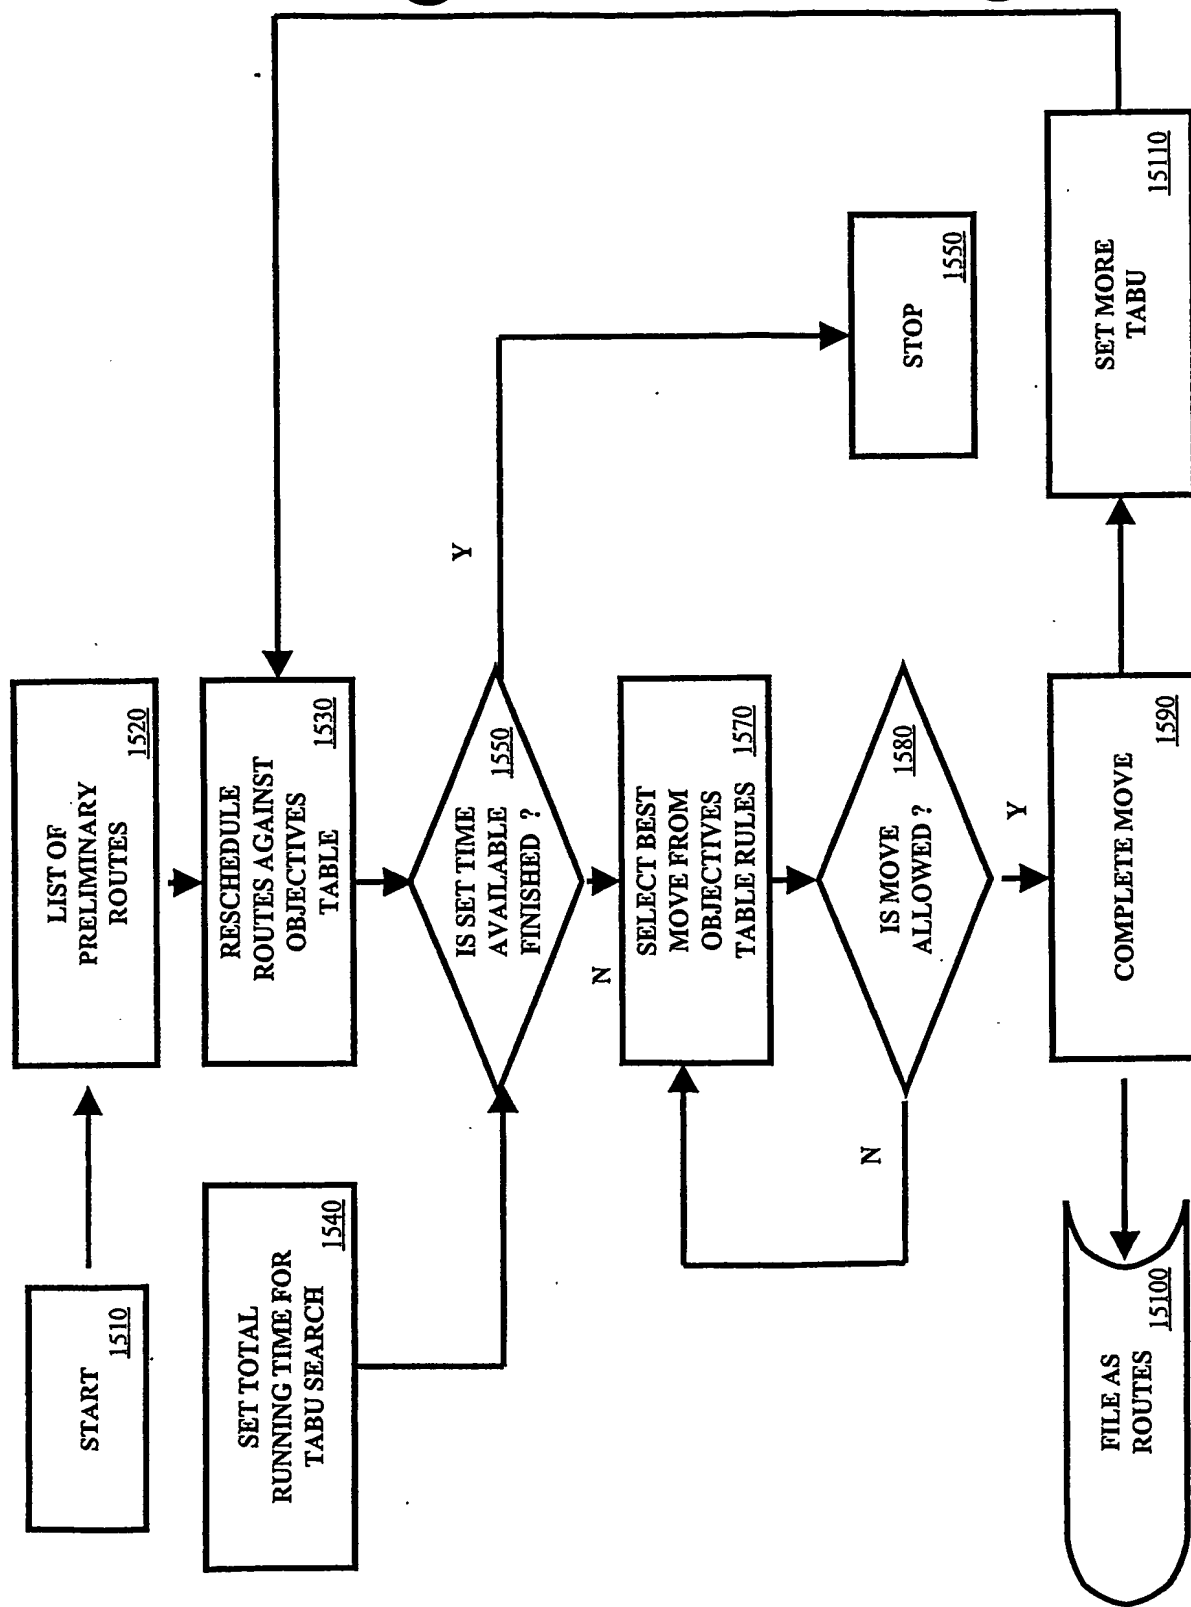 START
1510
LIST OF
PRELIMINARY
ROUTES
1520
SET TOTAL
RUNNING TIME FOR
TABU SEARCH
1540
RESCHEDULE
ROUTES AGAINST
OBJECTIVES
TABLE
1530
IS SET TIME
AVAILABLE
FINISHED ?
1550
Y
STOP
1550
N
SELECT BEST
MOVE FROM
OBJECTIVES
TABLE RULES
1570
IS MOVE
ALLOWED ?
1580
N
Y
FILE AS
ROUTES
15100
COMPLETE MOVE
1590
SET MORE
TABU
15110